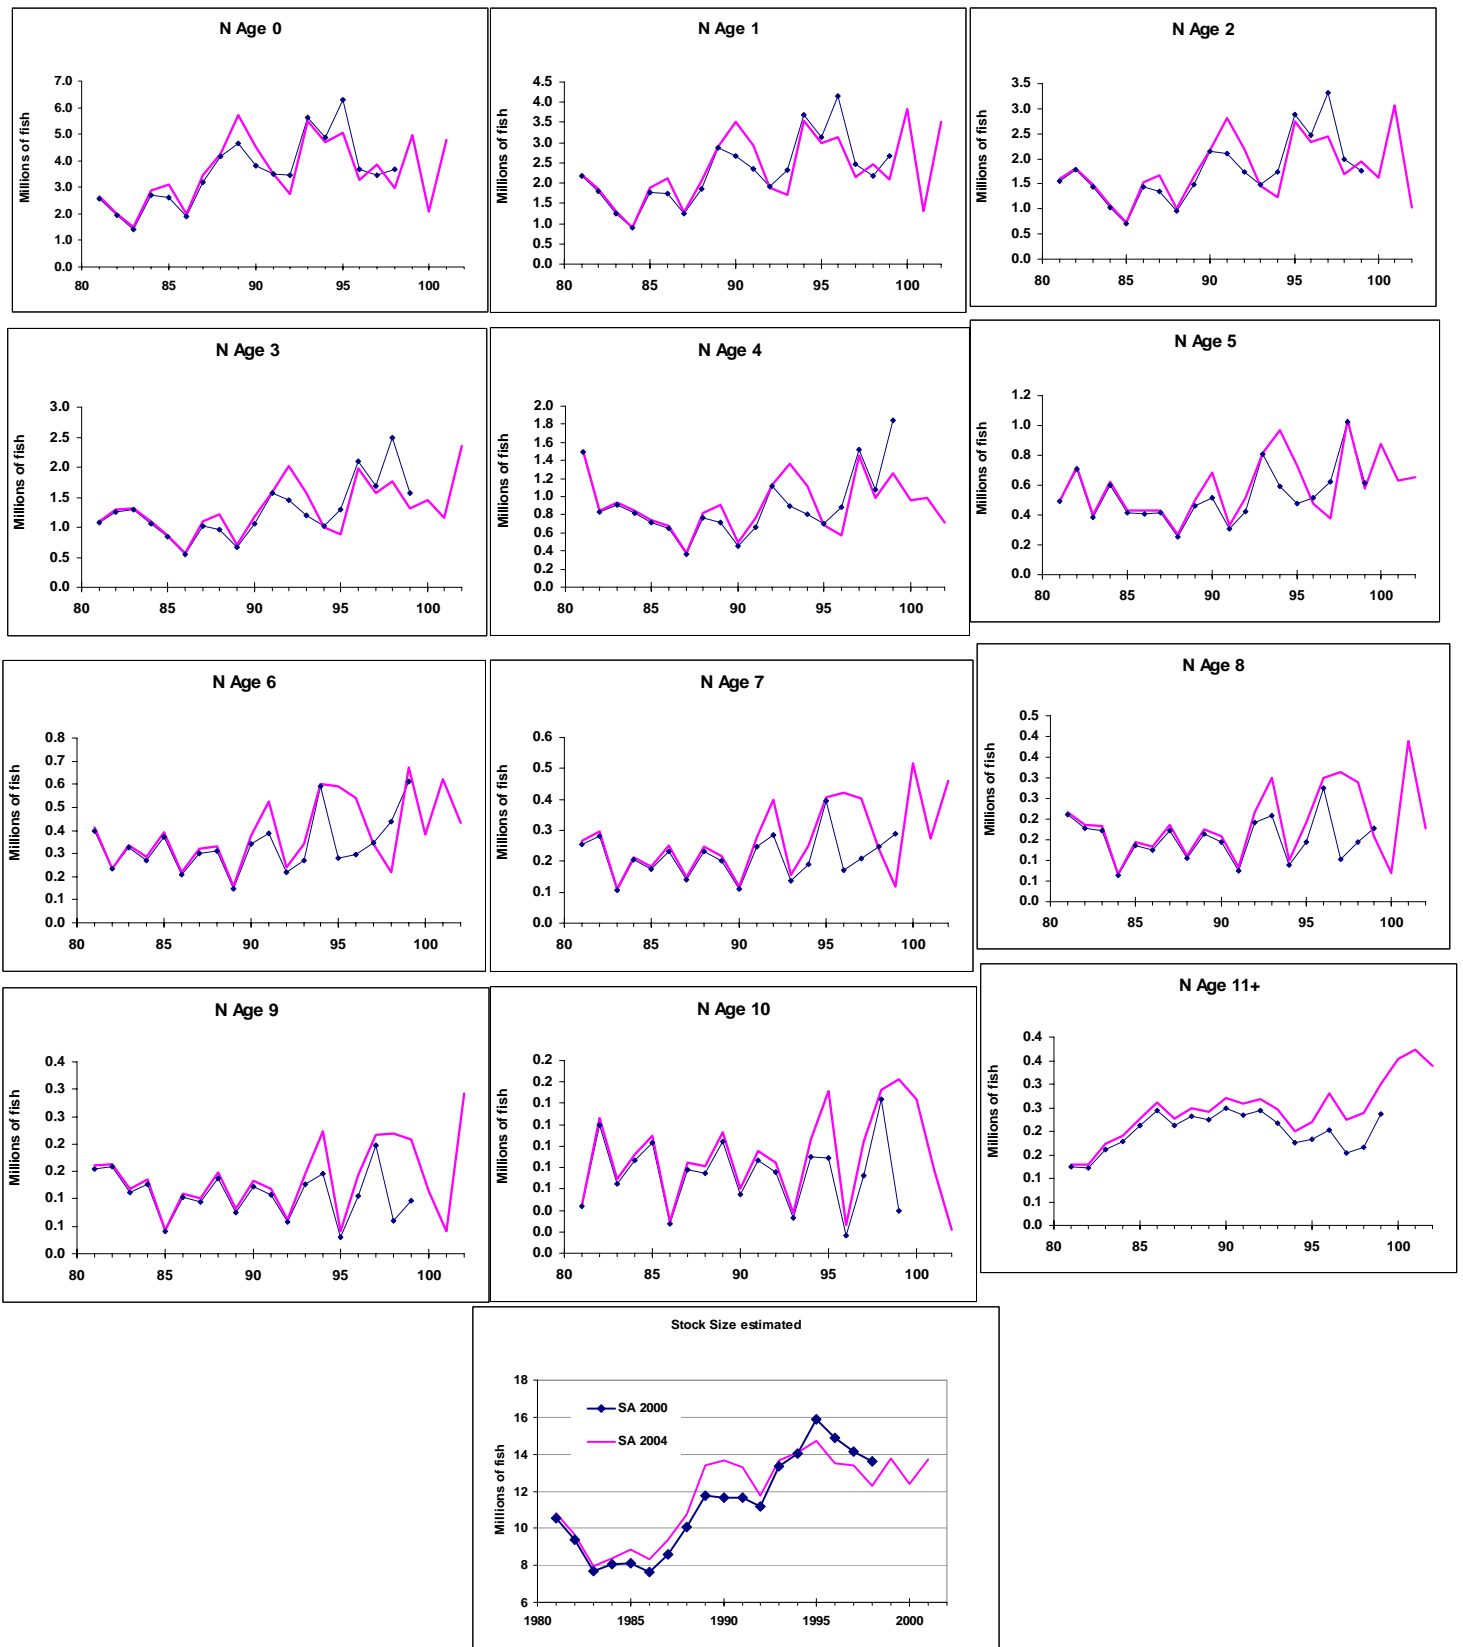 N Age 0
Millions of fish
7.0
6.0
5.0
4.0
3.0
2.0
1.0
0.0
80 85 90 95 100
N Age 1
Millions of fish
4.5
4.0
3.5
3.0
2.5
2.0
1.5
1.0
0.5
0.0
80 85 90 95 100
N Age 2
Millions of fish
3.5
3.0
2.5
2.0
1.5
1.0
0.5
0.0
80 85 90 95 100
N Age 3
Millions of fish
3.0
2.5
2.0
1.5
1.0
0.5
0.0
80 85 90 95 100
N Age 4
Millions of fish
2.0
1.8
1.6
1.4
1.2
1.0
0.8
0.6
0.4
0.2
0.0
80 85 90 95 100
N Age 5
Millions of fish
1.2
1.0
0.8
0.6
0.4
0.2
0.0
80 85 90 95 100
N Age 6
Millions of fish
0.8
0.7
0.6
0.5
0.4
0.3
0.2
0.1
0.0
80 85 90 95 100
N Age 7
Millions of fish
0.6
0.5
0.4
0.3
0.2
0.1
0.0
80 85 90 95 100
N Age 8
Millions of fish
0.5
0.4
0.4
0.3
0.3
0.2
0.2
0.1
0.1
0.0
80 85 90 95 100
N Age 9
Millions of fish
0.4
0.3
0.3
0.2
0.2
0.1
0.1
0.0
80 85 90 95 100
N Age 10
Millions of fish
0.2
0.2
0.1
0.1
0.1
0.1
0.1
0.0
0.0
0.0
80 85 90 95 100
N Age 11+
Millions of fish
0.4
0.4
0.3
0.3
0.2
0.2
0.1
0.1
0.0
80 85 90 95 100
Stock Size estimated
Millions of fish
18
16
14
12
10
8
6
SA 2000
SA 2004
1980 1985 1990 1995 2000